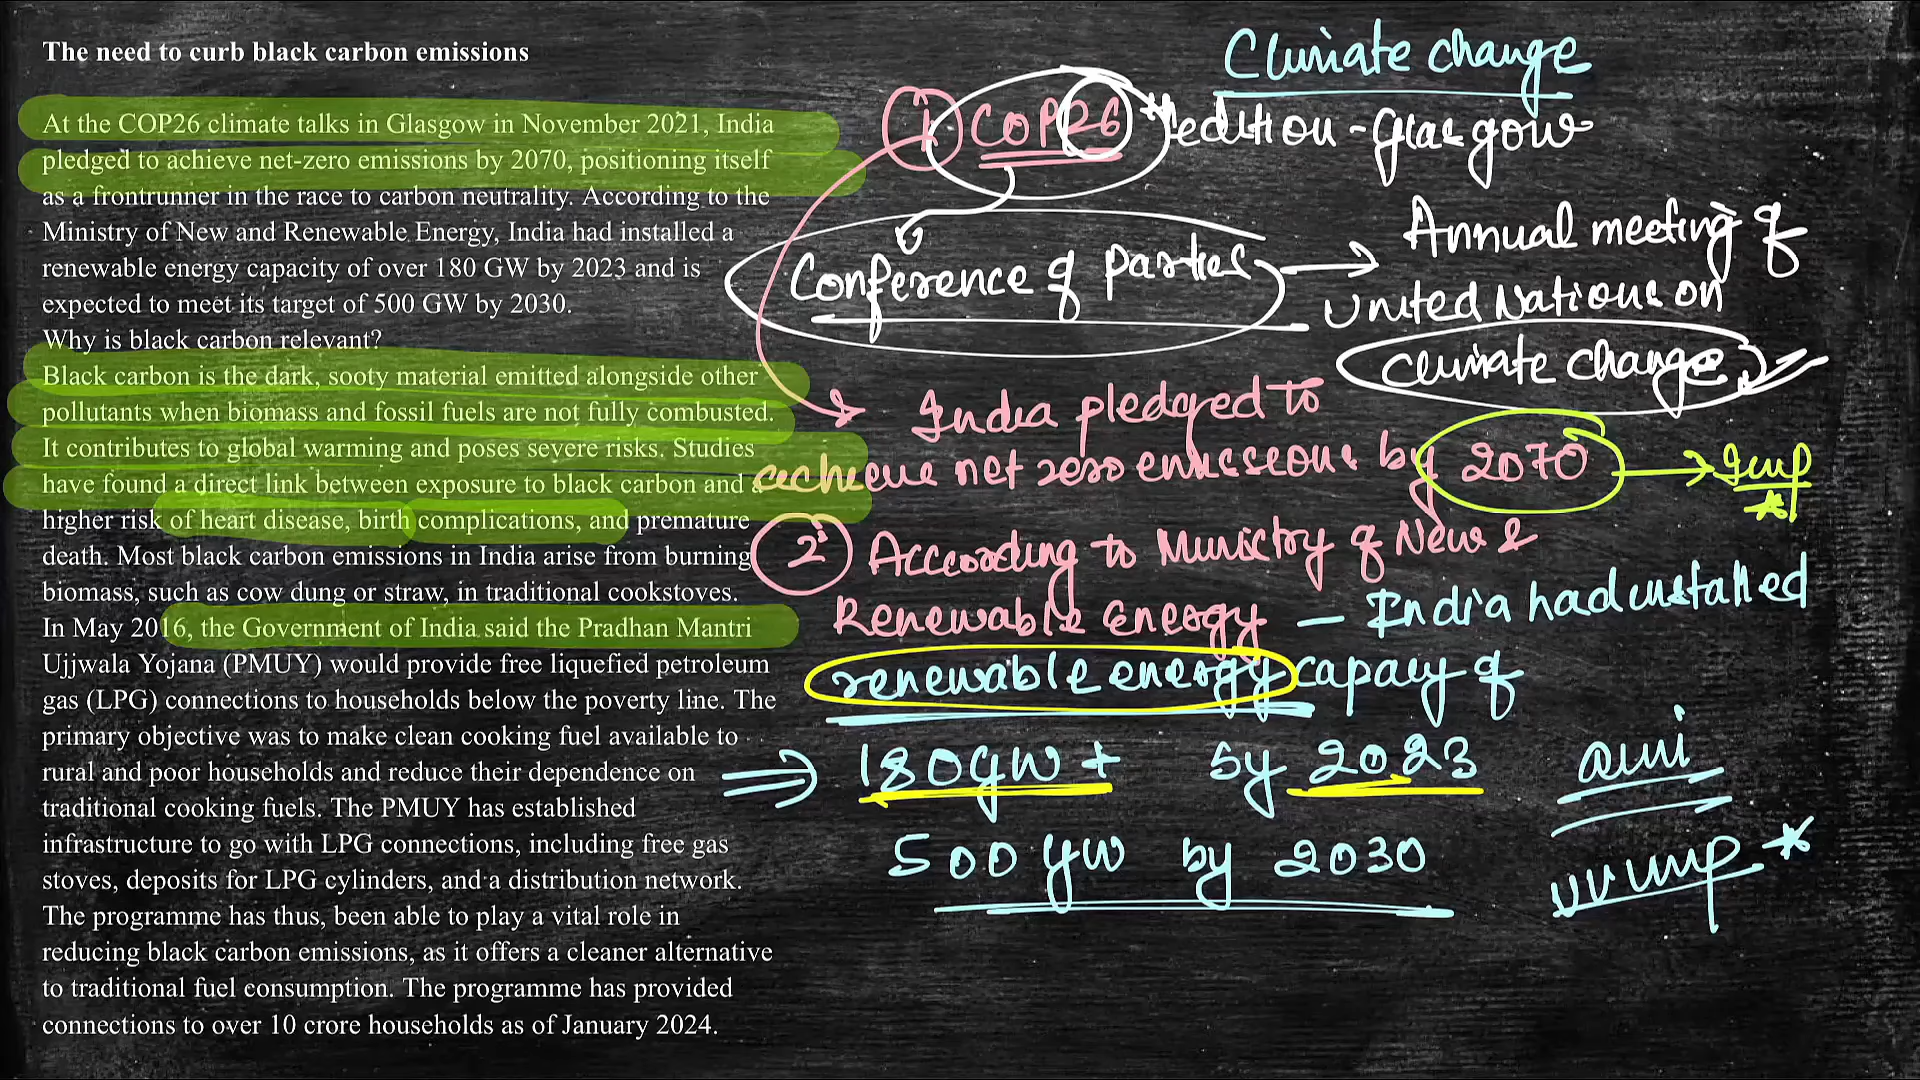 The need to curb black carbon emissions
At the COP26 climate talks in Glasgow in November 2021, India
pledged to achieve net-zero emissions by 2070, positioning itself
as a frontrunner in the race to carbon neutrality. According to the
Ministry of New and Renewable Energy, India had installed a
renewable energy capacity of over 180 GW by 2023 and is
expected to meet its target of 500 GW by 2030.
Why is black carbon relevant?
Black carbon is the dark, sooty material emitted alongside other
pollutants when biomass and fossil fuels are not fully combusted.
It contributes to global warming and poses severe risks. Studies
have found a direct link between exposure to black carbon and a
higher risk of heart disease, birth complications, and premature
death. Most black carbon emissions in India arise from burning
biomass, such as cow dung or straw, in traditional cookstoves.
In May 2016, the Government of India said the Pradhan Mantri
Ujjwala Yojana (PMUY) would provide free liquefied petroleum
gas (LPG) connections to households below the poverty line. The
primary objective was to make clean cooking fuel available to
rural and poor households and reduce their dependence on
traditional cooking fuels. The PMUY has established
infrastructure to go with LPG connections, including free gas
stoves, deposits for LPG cylinders, and a distribution network.
The programme has thus, been able to play a vital role in
reducing black carbon emissions, as it offers a cleaner alternative
to traditional fuel consumption. The programme has provided
connections to over 10 crore households as of January 2024.
Climate change
1 COP26 edition - Glasgow
Conference of parties → Annual meeting of
United Nations on
climate change
India pledged to
achieve net zero emissions by 2070 → Imp
2 According to Ministry of New &
Renewable Energy — India had installed
renewable energy capacy of
⇒ 180GW + by 2023
500 GW by 2030
VV Imp *